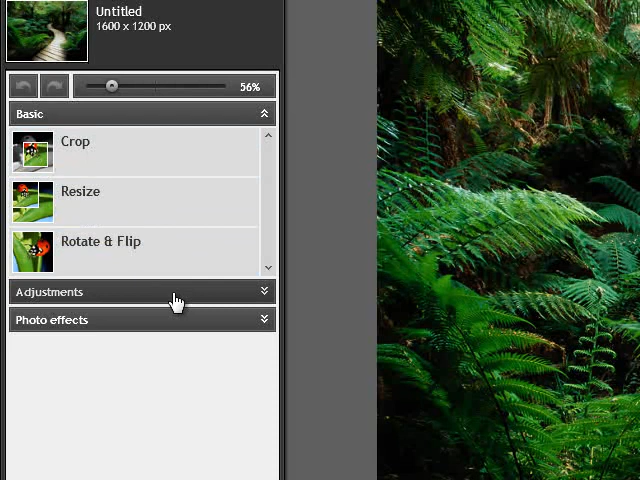 Untitled
1600 x 1200 px
56%
Basic
Crop
Resize
Rotate & Flip
Adjustments
Photo effects